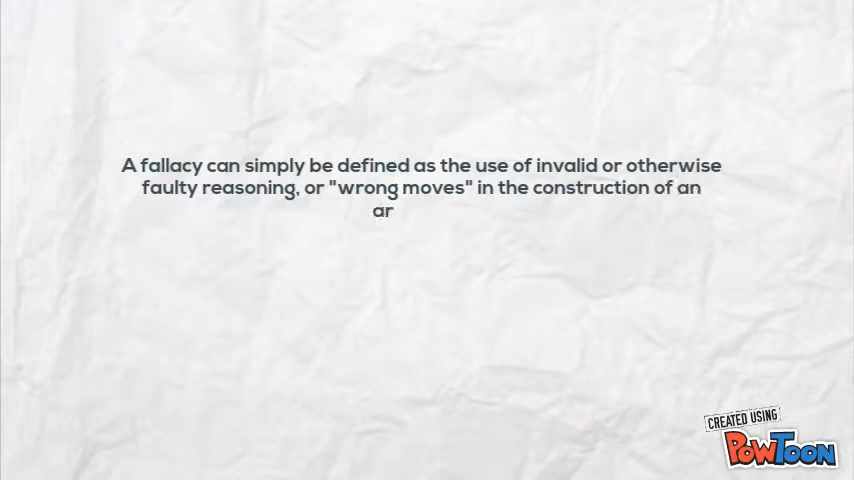 A fallacy can simply be defined as the use of invalid or otherwise
faulty reasoning, or "wrong moves" in the construction of an
ar
CREATED USING
POWTOON